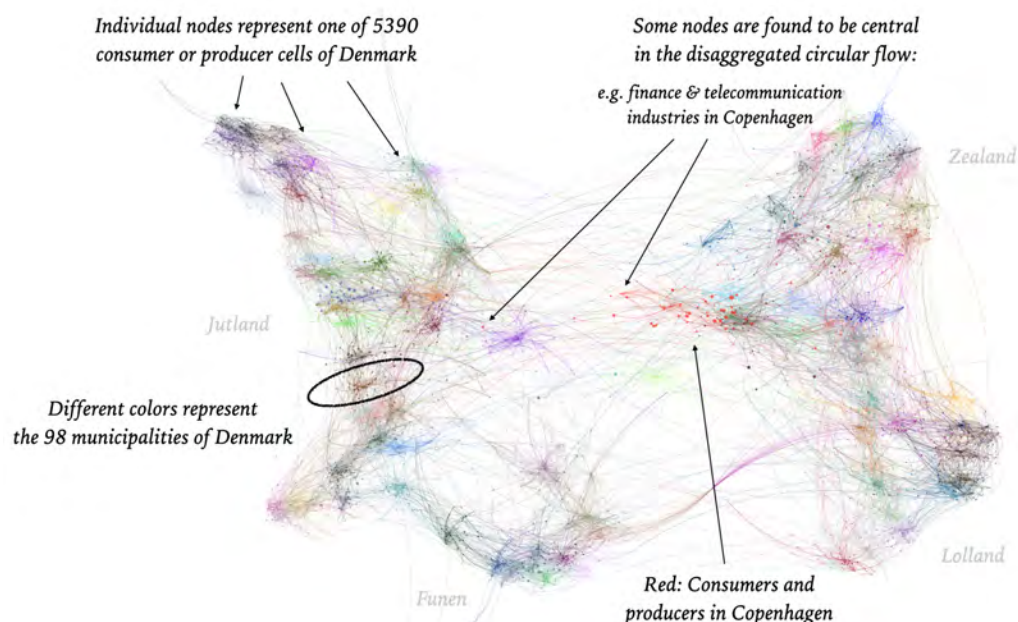 Individual nodes represent one of 5390
consumer or producer cells of Denmark
Some nodes are found to be central
in the disaggregated circular flow:
e.g. finance & telecommunication
industries in Copenhagen
Zealand
Jutland
Different colors represent
the 98 municipalities of Denmark
Lolland
Funen
Red: Consumers and
producers in Copenhagen